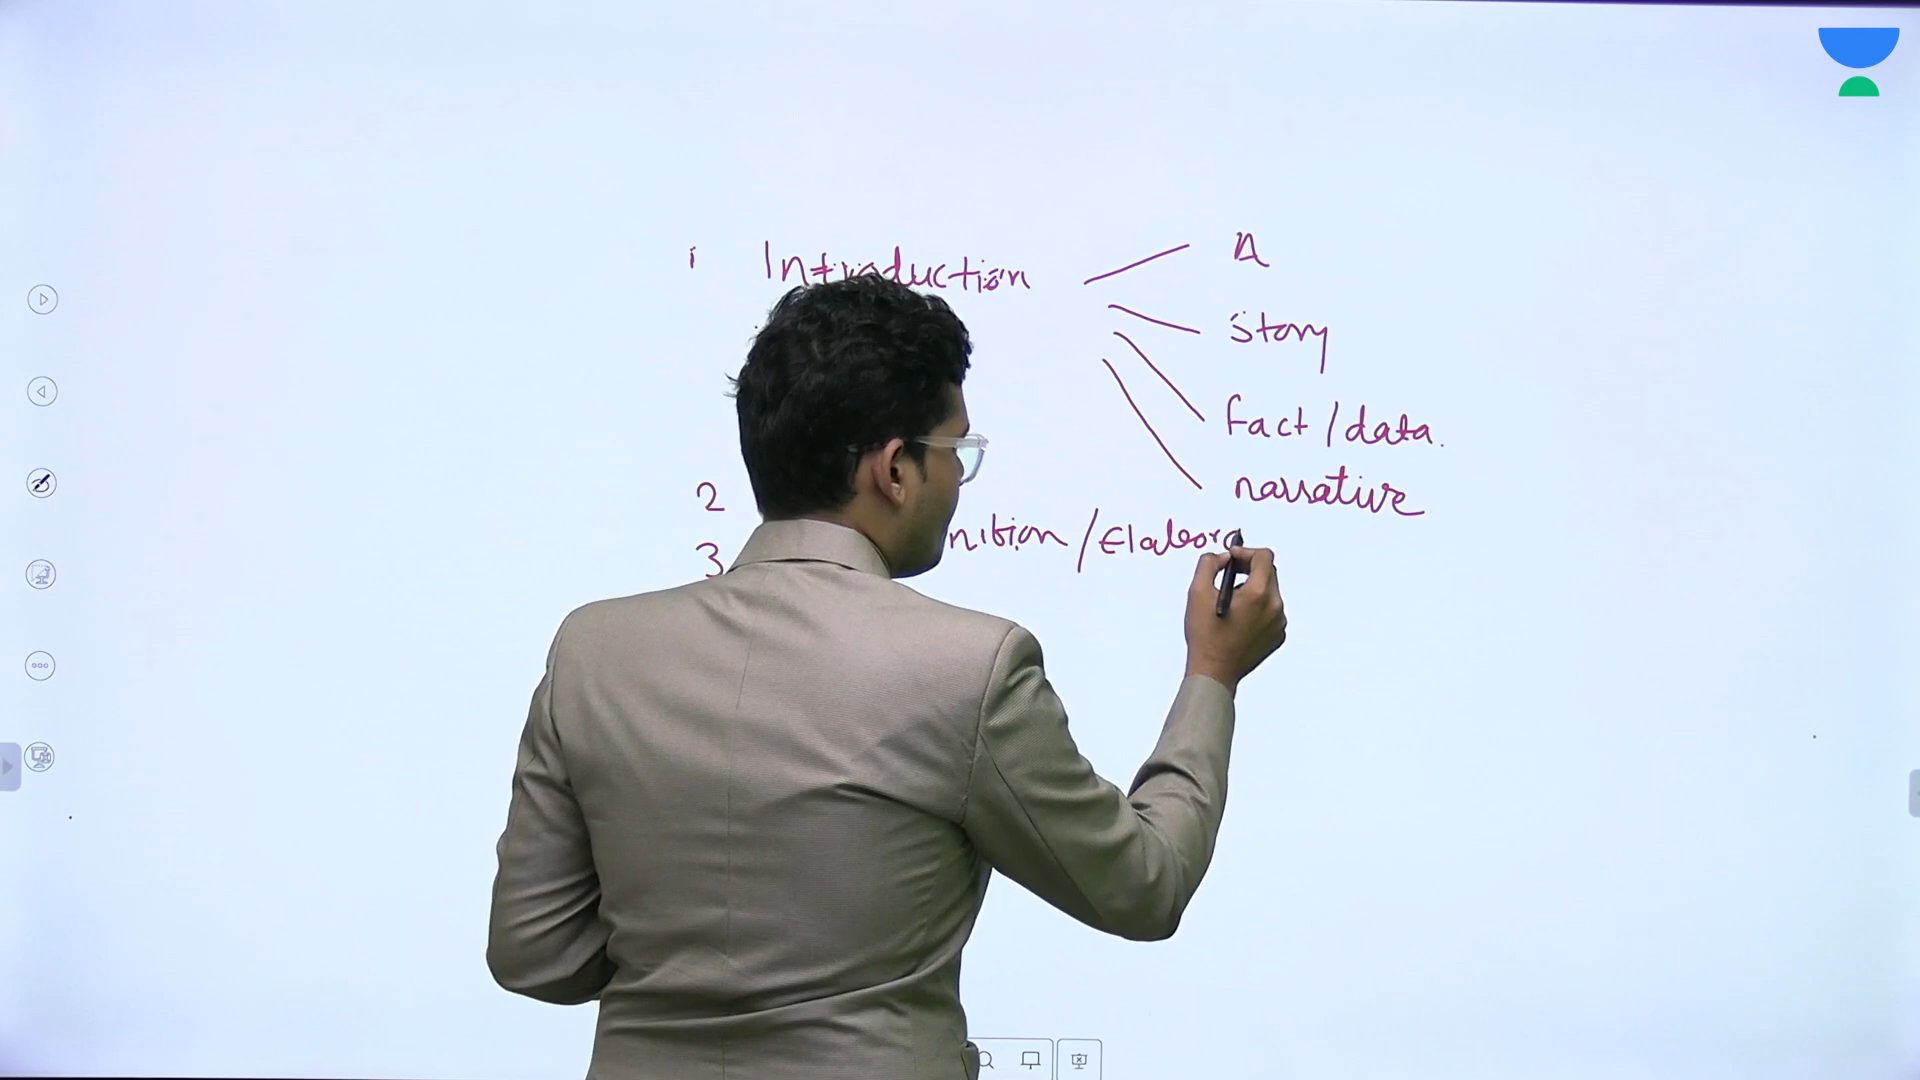 1 Introduction
Story
fact/data.
narrative
2
3 nition/Elabora